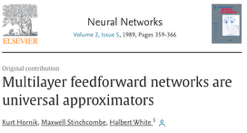 Neural Networks
Volume 2, Issue 5, 1989, Pages 359-366
ELSEVIER
Original contribution
Multilayer feedforward networks are
universal approximators
Kurt Hornik, Maxwell Stinchcombe, Halbert White 1